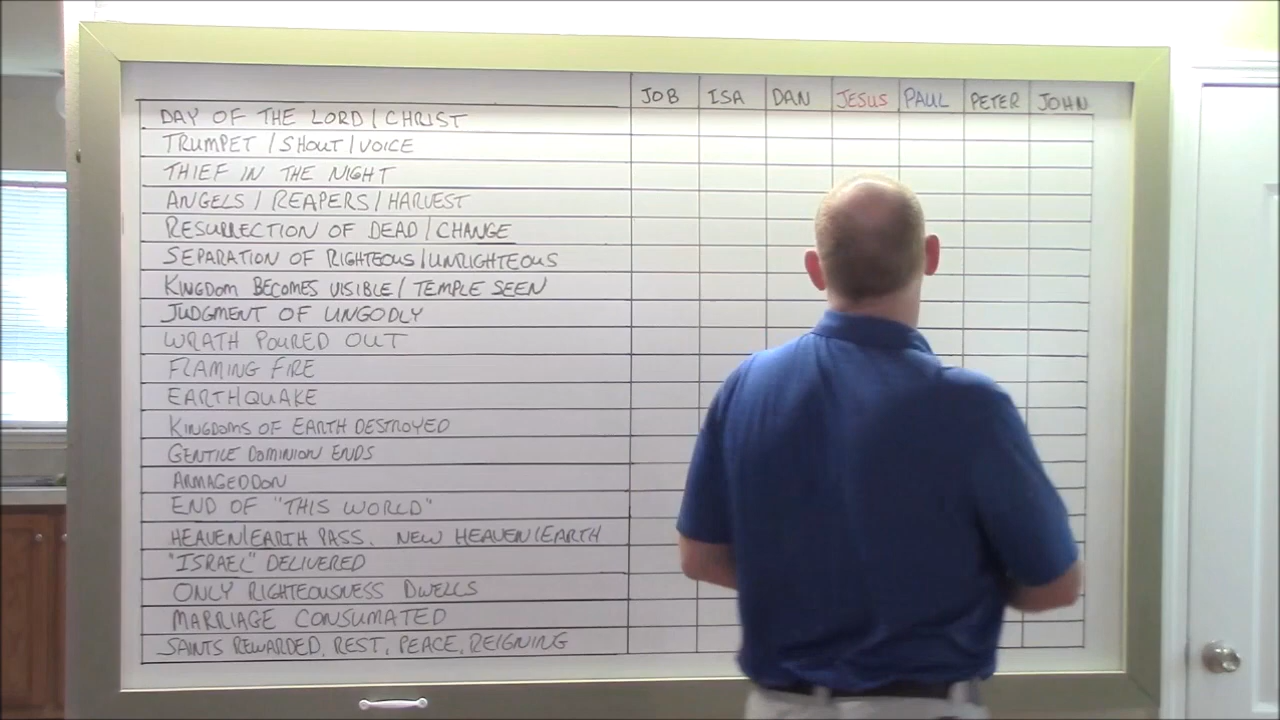 JOB ISA DAN JESUS PAUL PETER JOHN
DAY OF THE LORD / CHRIST
TRUMPET / SHOUT / VOICE
THIEF IN THE NIGHT
ANGELS / REAPERS / HARVEST
RESURRECTION OF DEAD / CHANGE
SEPARATION OF RIGHTEOUS / UNRIGHTEOUS
KINGDOM BECOMES VISIBLE / TEMPLE SEEN
JUDGMENT OF UNGODLY
WRATH POURED OUT
FLAMING FIRE
EARTHQUAKE
KINGDOMS OF EARTH DESTROYED
GENTILE DOMINION ENDS
ARMAGEDDON
END OF "THIS WORLD"
HEAVEN/EARTH PASS. NEW HEAVEN/EARTH
"ISRAEL" DELIVERED
ONLY RIGHTEOUSNESS DWELLS
MARRIAGE CONSUMATED
SAINTS REWARDED, REST, PEACE, REIGNING